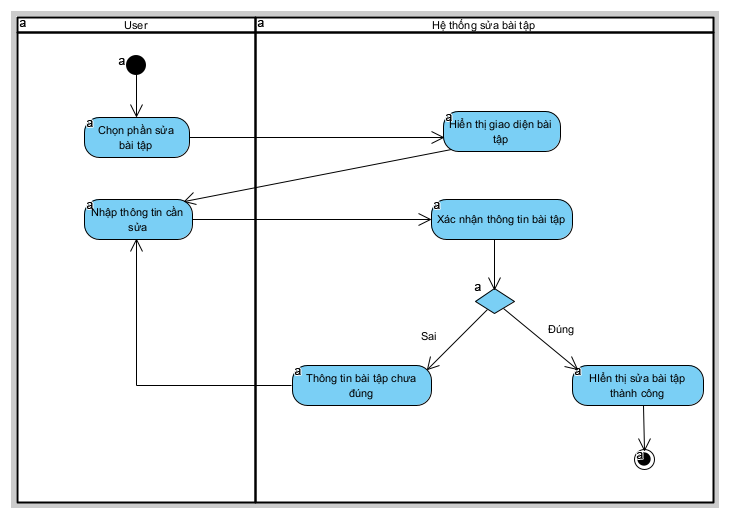 a
User
a
Hệ thống sửa bài tập
a
a
Chọn phần sửa
bài tập
a
Hiển thị giao diện bài
tập
a
Nhập thông tin cần
sửa
a
Xác nhận thông tin bài tập
a
Sai
Đúng
a
Thông tin bài tập chưa
đúng
a
HIển thị sửa bài tập
thành công
a